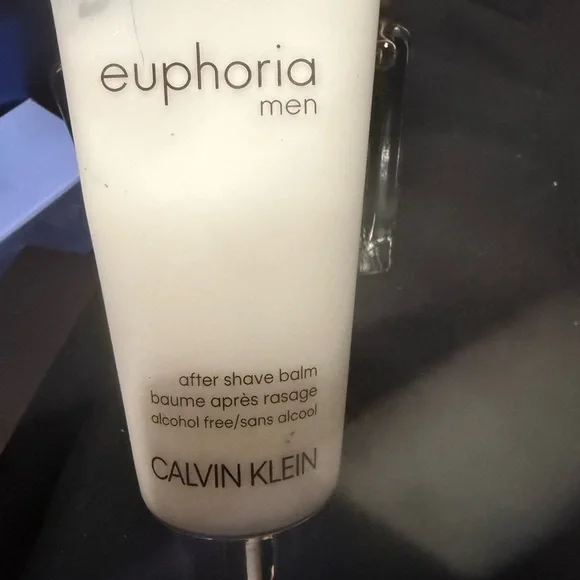 euphoria
men
after shave balm
baume après rasage
alcohol free/sans alcool
CALVIN KLEIN